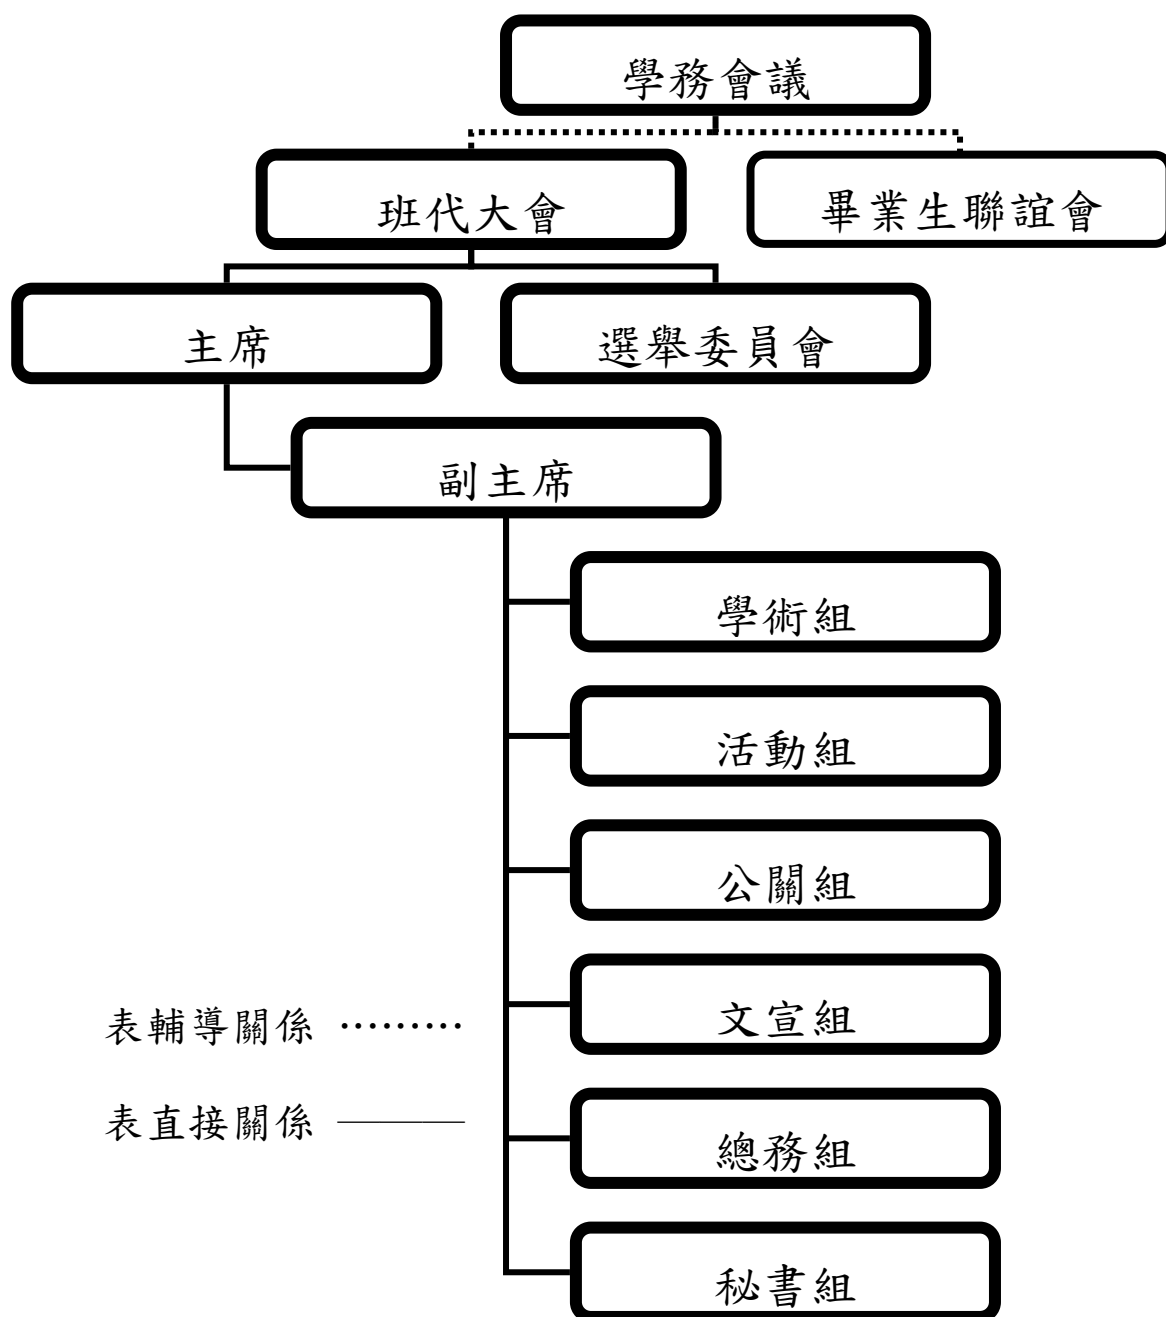 學務會議
班代大會
畢業生聯誼會
主席
選舉委員會
副主席
學術組
活動組
公關組
文宣組
表輔導關係 ………
表直接關係 ———
總務組
秘書組